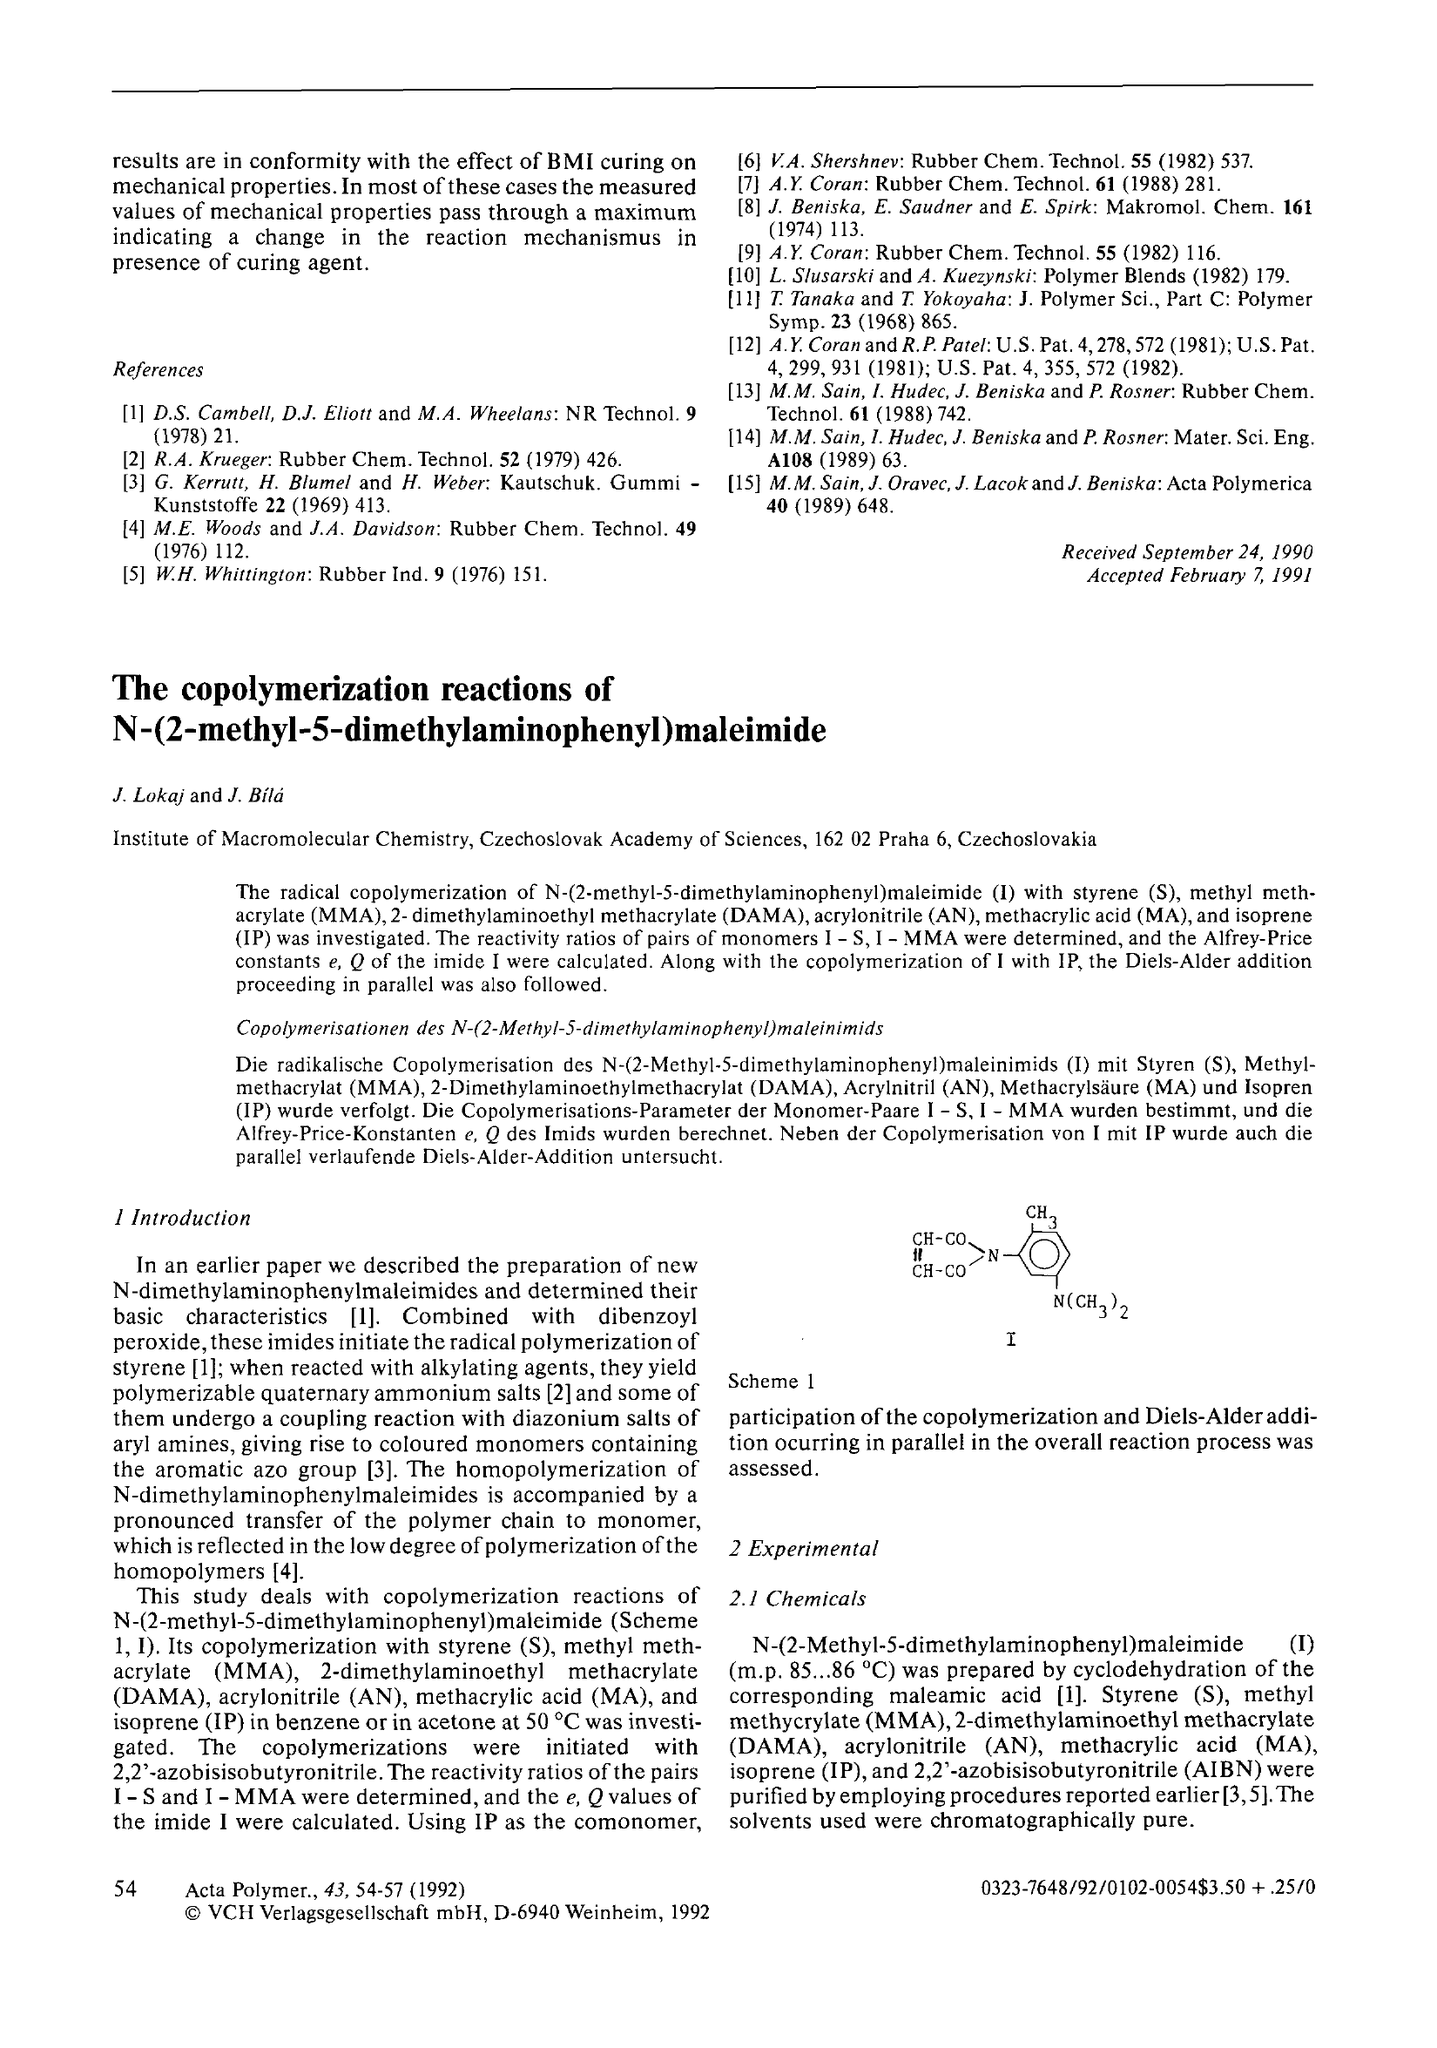 results are in conformity with the effect of BMI curing on
mechanical properties. In most of these cases the measured
values of mechanical properties pass through a maximum
indicating a change in the reaction mechanismus in
presence of curing agent.
References
[1] D.S. Cambell, D.J. Eliott and M.A. Wheelans: NR Technol. 9
(1978) 21.
[2] R.A. Krueger: Rubber Chem. Technol. 52 (1979) 426.
[3] G. Kerrutt, H. Blumel and H. Weber: Kautschuk. Gummi -
Kunststoffe 22 (1969) 413.
[4] M.E. Woods and J.A. Davidson: Rubber Chem. Technol. 49
(1976) 112.
[5] W.H. Whittington: Rubber Ind. 9 (1976) 151.
[6] V.A. Shershnev: Rubber Chem. Technol. 55 (1982) 537.
[7] A.Y. Coran: Rubber Chem. Technol. 61 (1988) 281.
[8] J. Beniska, E. Saudner and E. Spirk: Makromol. Chem. 161
(1974) 113.
[9] A.Y. Coran: Rubber Chem. Technol. 55 (1982) 116.
[10] L. Slusarski and A. Kuezynski: Polymer Blends (1982) 179.
[11] T. Tanaka and T. Yokoyaha: J. Polymer Sci., Part C: Polymer
Symp. 23 (1968) 865.
[12] A.Y. Coran and R.P. Patel: U.S. Pat. 4, 278, 572 (1981); U.S. Pat.
4, 299, 931 (1981); U.S. Pat. 4, 355, 572 (1982).
[13] M.M. Sain, I. Hudec, J. Beniska and P. Rosner: Rubber Chem.
Technol. 61 (1988) 742.
[14] M.M. Sain, I. Hudec, J. Beniska and P. Rosner: Mater. Sci. Eng.
A108 (1989) 63.
[15] M.M. Sain, J. Oravec, J. Lacok and J. Beniska: Acta Polymerica
40 (1989) 648.
Received September 24, 1990
Accepted February 7, 1991
The copolymerization reactions of
N-(2-methyl-5-dimethylaminophenyl)maleimide
J. Lokaj and J. Bílá
Institute of Macromolecular Chemistry, Czechoslovak Academy of Sciences, 162 02 Praha 6, Czechoslovakia
The radical copolymerization of N-(2-methyl-5-dimethylaminophenyl)maleimide (I) with styrene (S), methyl meth-
acrylate (MMA), 2- dimethylaminoethyl methacrylate (DAMA), acrylonitrile (AN), methacrylic acid (MA), and isoprene
(IP) was investigated. The reactivity ratios of pairs of monomers I – S, I – MMA were determined, and the Alfrey-Price
constants e, Q of the imide I were calculated. Along with the copolymerization of I with IP, the Diels-Alder addition
proceeding in parallel was also followed.
Copolymerisationen des N-(2-Methyl-5-dimethylaminophenyl)maleinimids
Die radikalische Copolymerisation des N-(2-Methyl-5-dimethylaminophenyl)maleinimids (I) mit Styren (S), Methyl-
methacrylat (MMA), 2-Dimethylaminoethylmethacrylat (DAMA), Acrylnitril (AN), Methacrylsäure (MA) und Isopren
(IP) wurde verfolgt. Die Copolymerisations-Parameter der Monomer-Paare I – S, I – MMA wurden bestimmt, und die
Alfrey-Price-Konstanten e, Q des Imids wurden berechnet. Neben der Copolymerisation von I mit IP wurde auch die
parallel verlaufende Diels-Alder-Addition untersucht.
1 Introduction
In an earlier paper we described the preparation of new
N-dimethylaminophenylmaleimides and determined their
basic characteristics [1]. Combined with dibenzoyl
peroxide, these imides initiate the radical polymerization of
styrene [1]; when reacted with alkylating agents, they yield
polymerizable quaternary ammonium salts [2] and some of
them undergo a coupling reaction with diazonium salts of
aryl amines, giving rise to coloured monomers containing
the aromatic azo group [3]. The homopolymerization of
N-dimethylaminophenylmaleimides is accompanied by a
pronounced transfer of the polymer chain to monomer,
which is reflected in the low degree of polymerization of the
homopolymers [4].
This study deals with copolymerization reactions of
N-(2-methyl-5-dimethylaminophenyl)maleimide (Scheme
1, I). Its copolymerization with styrene (S), methyl meth-
acrylate (MMA), 2-dimethylaminoethyl methacrylate
(DAMA), acrylonitrile (AN), methacrylic acid (MA), and
isoprene (IP) in benzene or in acetone at 50 °C was investi-
gated. The copolymerizations were initiated with
2,2'-azobisisobutyronitrile. The reactivity ratios of the pairs
I – S and I – MMA were determined, and the e, Q values of
the imide I were calculated. Using IP as the comonomer,
CH3
CH-CO
N
CH-CO
N(CH3)2
I
Scheme 1
participation of the copolymerization and Diels-Alder addi-
tion ocurring in parallel in the overall reaction process was
assessed.
2 Experimental
2.1 Chemicals
N-(2-Methyl-5-dimethylaminophenyl)maleimide (I)
(m.p. 85...86 °C) was prepared by cyclodehydration of the
corresponding maleamic acid [1]. Styrene (S), methyl
methycrylate (MMA), 2-dimethylaminoethyl methacrylate
(DAMA), acrylonitrile (AN), methacrylic acid (MA),
isoprene (IP), and 2,2'-azobisisobutyronitrile (AIBN) were
purified by employing procedures reported earlier [3, 5]. The
solvents used were chromatographically pure.
54 Acta Polymer., 43, 54-57 (1992)
© VCH Verlagsgesellschaft mbH, D-6940 Weinheim, 1992
0323-7648/92/0102-0054$3.50 + .25/0